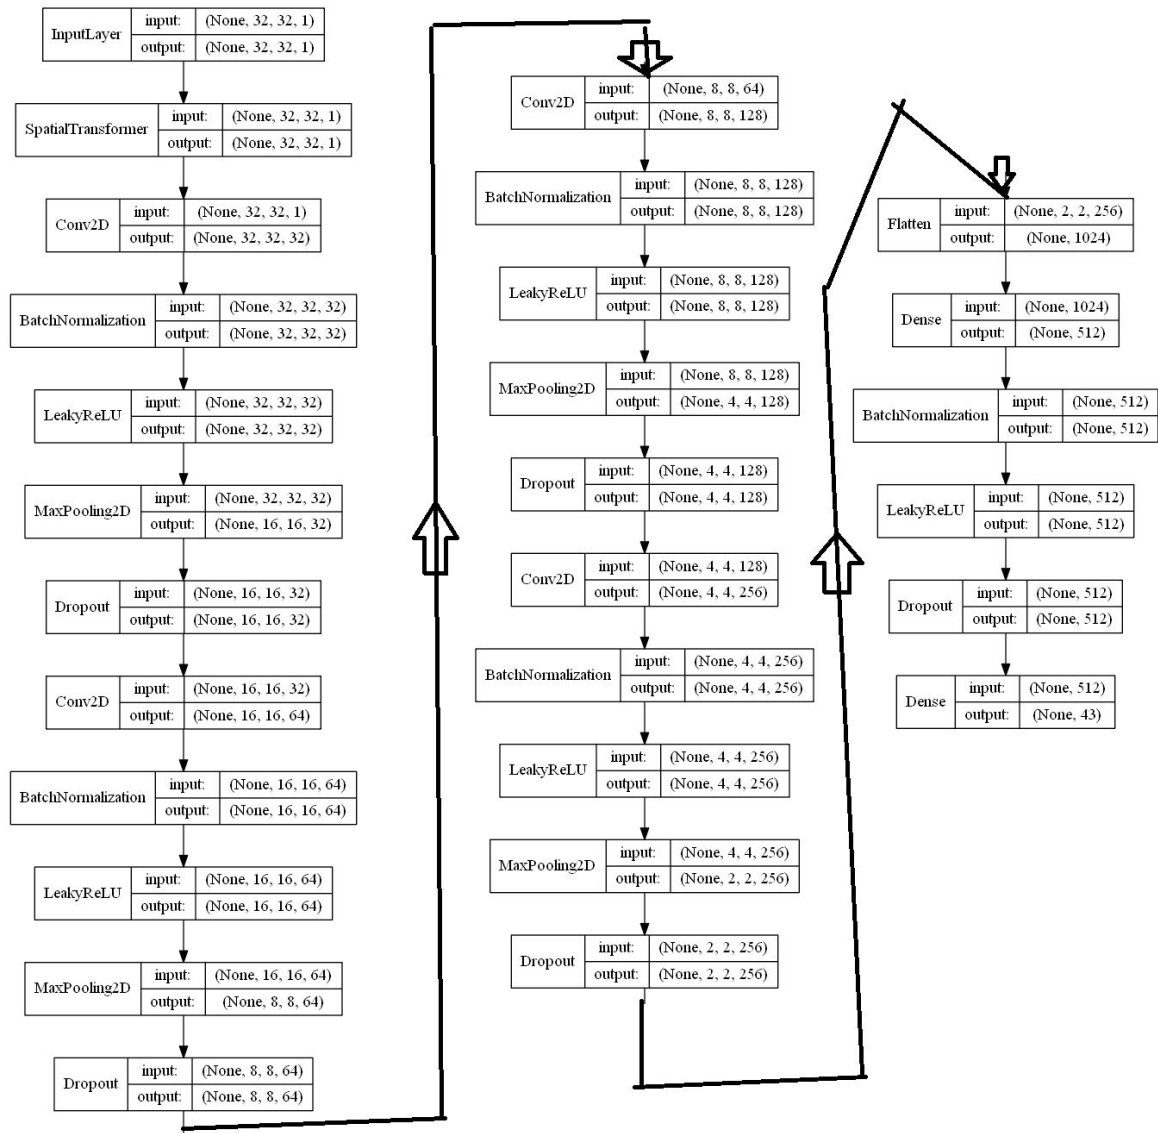 InputLayer input: (None, 32, 32, 1)
output: (None, 32, 32, 1)
SpatialTransformer input: (None, 32, 32, 1)
output: (None, 32, 32, 1)
Conv2D input: (None, 32, 32, 1)
output: (None, 32, 32, 32)
BatchNormalization input: (None, 32, 32, 32)
output: (None, 32, 32, 32)
LeakyReLU input: (None, 32, 32, 32)
output: (None, 32, 32, 32)
MaxPooling2D input: (None, 32, 32, 32)
output: (None, 16, 16, 32)
Dropout input: (None, 16, 16, 32)
output: (None, 16, 16, 32)
Conv2D input: (None, 16, 16, 32)
output: (None, 16, 16, 64)
BatchNormalization input: (None, 16, 16, 64)
output: (None, 16, 16, 64)
LeakyReLU input: (None, 16, 16, 64)
output: (None, 16, 16, 64)
MaxPooling2D input: (None, 16, 16, 64)
output: (None, 8, 8, 64)
Dropout input: (None, 8, 8, 64)
output: (None, 8, 8, 64)
Conv2D input: (None, 8, 8, 64)
output: (None, 8, 8, 128)
BatchNormalization input: (None, 8, 8, 128)
output: (None, 8, 8, 128)
LeakyReLU input: (None, 8, 8, 128)
output: (None, 8, 8, 128)
MaxPooling2D input: (None, 8, 8, 128)
output: (None, 4, 4, 128)
Dropout input: (None, 4, 4, 128)
output: (None, 4, 4, 128)
Conv2D input: (None, 4, 4, 128)
output: (None, 4, 4, 256)
BatchNormalization input: (None, 4, 4, 256)
output: (None, 4, 4, 256)
LeakyReLU input: (None, 4, 4, 256)
output: (None, 4, 4, 256)
MaxPooling2D input: (None, 4, 4, 256)
output: (None, 2, 2, 256)
Dropout input: (None, 2, 2, 256)
output: (None, 2, 2, 256)
Flatten input: (None, 2, 2, 256)
output: (None, 1024)
Dense input: (None, 1024)
output: (None, 512)
BatchNormalization input: (None, 512)
output: (None, 512)
LeakyReLU input: (None, 512)
output: (None, 512)
Dropout input: (None, 512)
output: (None, 512)
Dense input: (None, 512)
output: (None, 43)